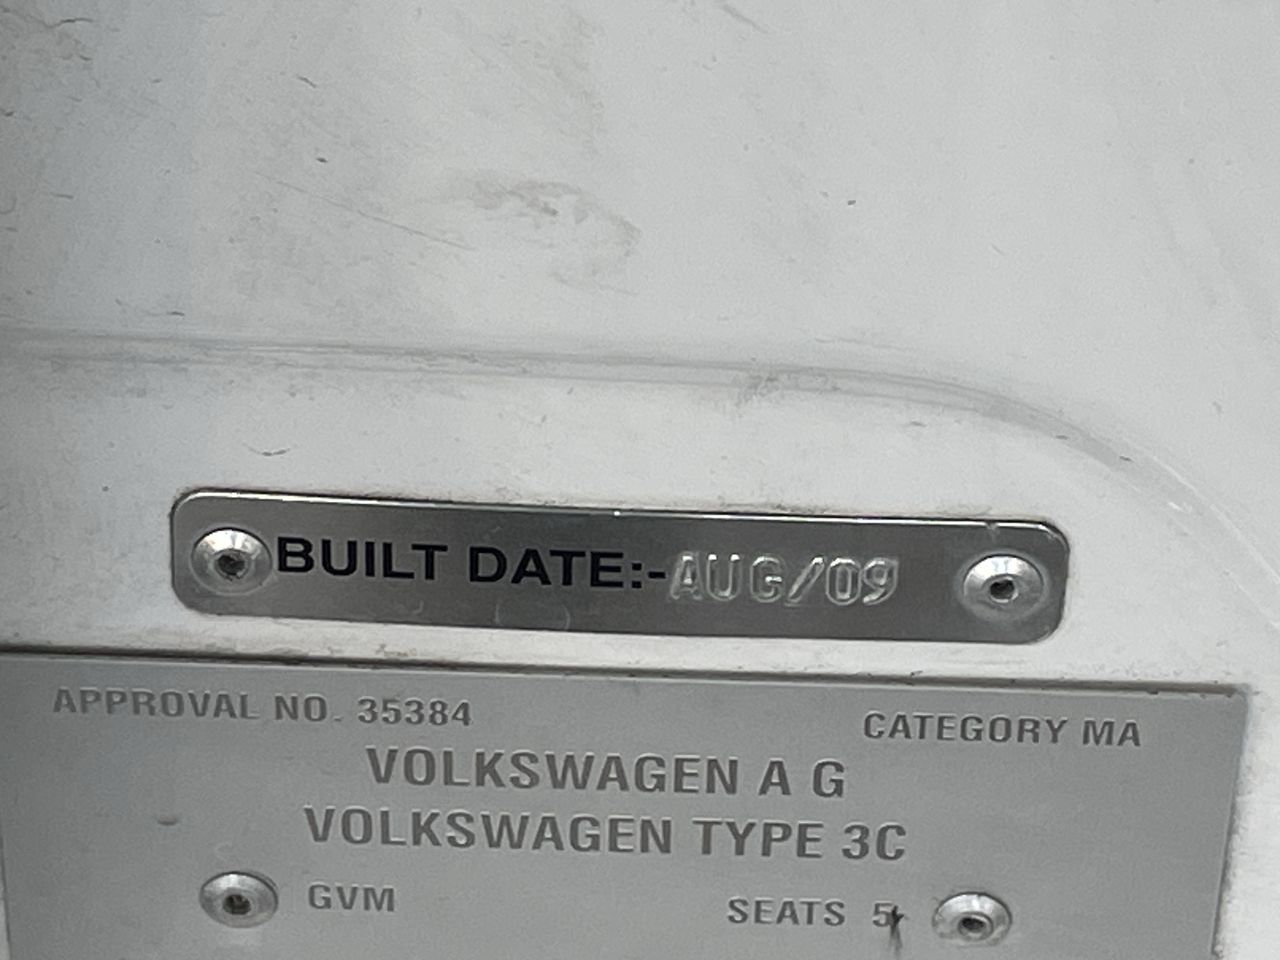 BUILT DATE:-AUG/09
APPROVAL NO. 35384 CATEGORY MA
VOLKSWAGEN A G
VOLKSWAGEN TYPE 3C
GVM SEATS 5